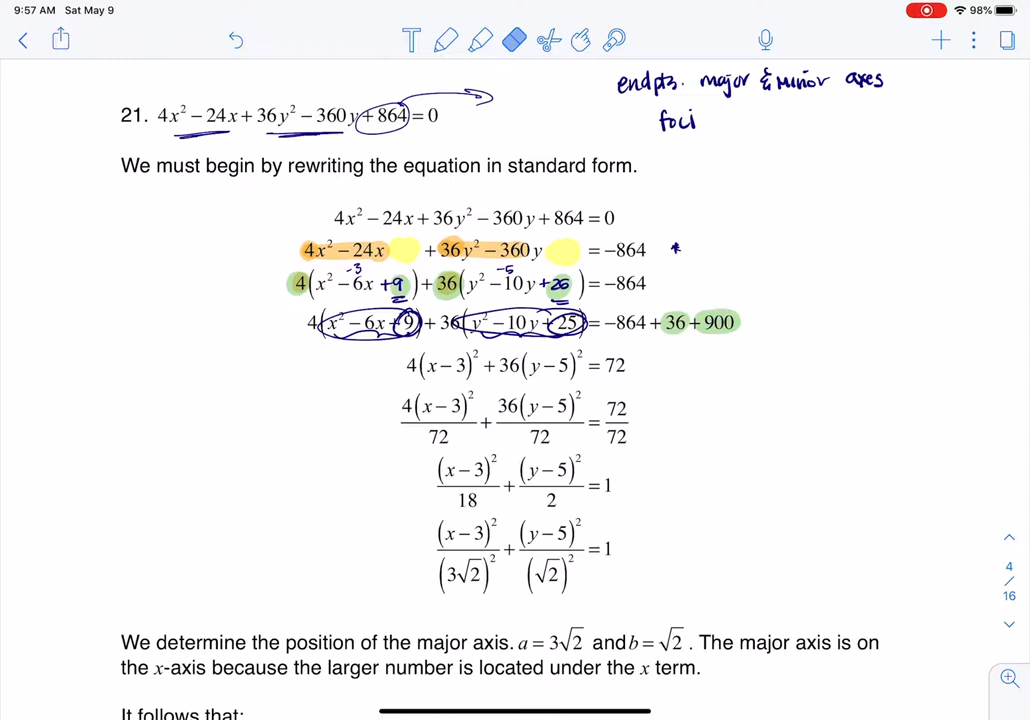 9:57 AM Sat May 9 98%
endpts. major & minor axes
foci
21. 4x² − 24x + 36y² − 360y + 864 = 0
We must begin by rewriting the equation in standard form.
4x² − 24x + 36y² − 360y + 864 = 0
4x² − 24x + 36y² − 360y = −864 *
-3 -5
4(x² − 6x + 9) + 36(y² − 10y + 25) = −864
4(x² − 6x + 9) + 36(y² − 10y + 25) = −864 + 36 + 900
4(x − 3)² + 36(y − 5)² = 72
4(x − 3)²/72 + 36(y − 5)²/72 = 72/72
(x − 3)²/18 + (y − 5)²/2 = 1
(x − 3)²/(3√2)² + (y − 5)²/(√2)² = 1
We determine the position of the major axis. a = 3√2 and b = √2 . The major axis is on
the x-axis because the larger number is located under the x term.
It follows that:
4
/
16